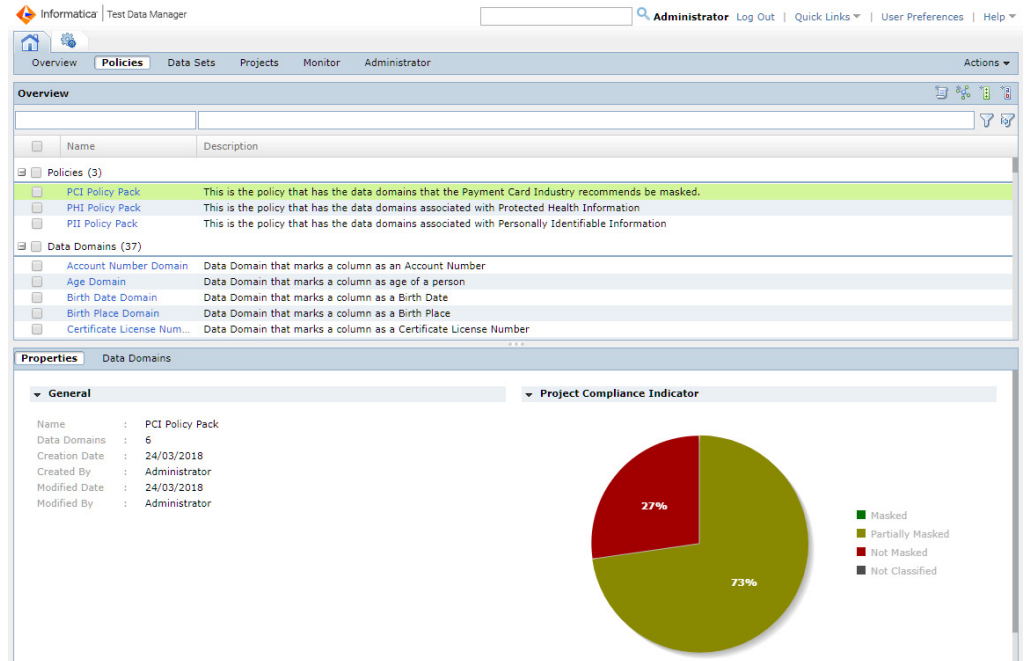 Informatica Test Data Manager Administrator Log Out | Quick Links | User Preferences | Help
Overview Policies Data Sets Projects Monitor Administrator Actions
Overview
Name Description
Policies (3)
PCI Policy Pack This is the policy that has the data domains that the Payment Card Industry recommends be masked.
PHI Policy Pack This is the policy that has the data domains associated with Protected Health Information
PII Policy Pack This is the policy that has the data domains associated with Personally Identifiable Information
Data Domains (37)
Account Number Domain Data Domain that marks a column as an Account Number
Age Domain Data Domain that marks a column as age of a person
Birth Date Domain Data Domain that marks a column as a Birth Date
Birth Place Domain Data Domain that marks a column as a Birth Place
Certificate License Num... Data Domain that marks a column as a Certificate License Number
Properties Data Domains
General Project Compliance Indicator
Name : PCI Policy Pack
Data Domains : 6
Creation Date : 24/03/2018
Created By : Administrator
Modified Date : 24/03/2018
Modified By : Administrator
27%
73%
Masked
Partially Masked
Not Masked
Not Classified